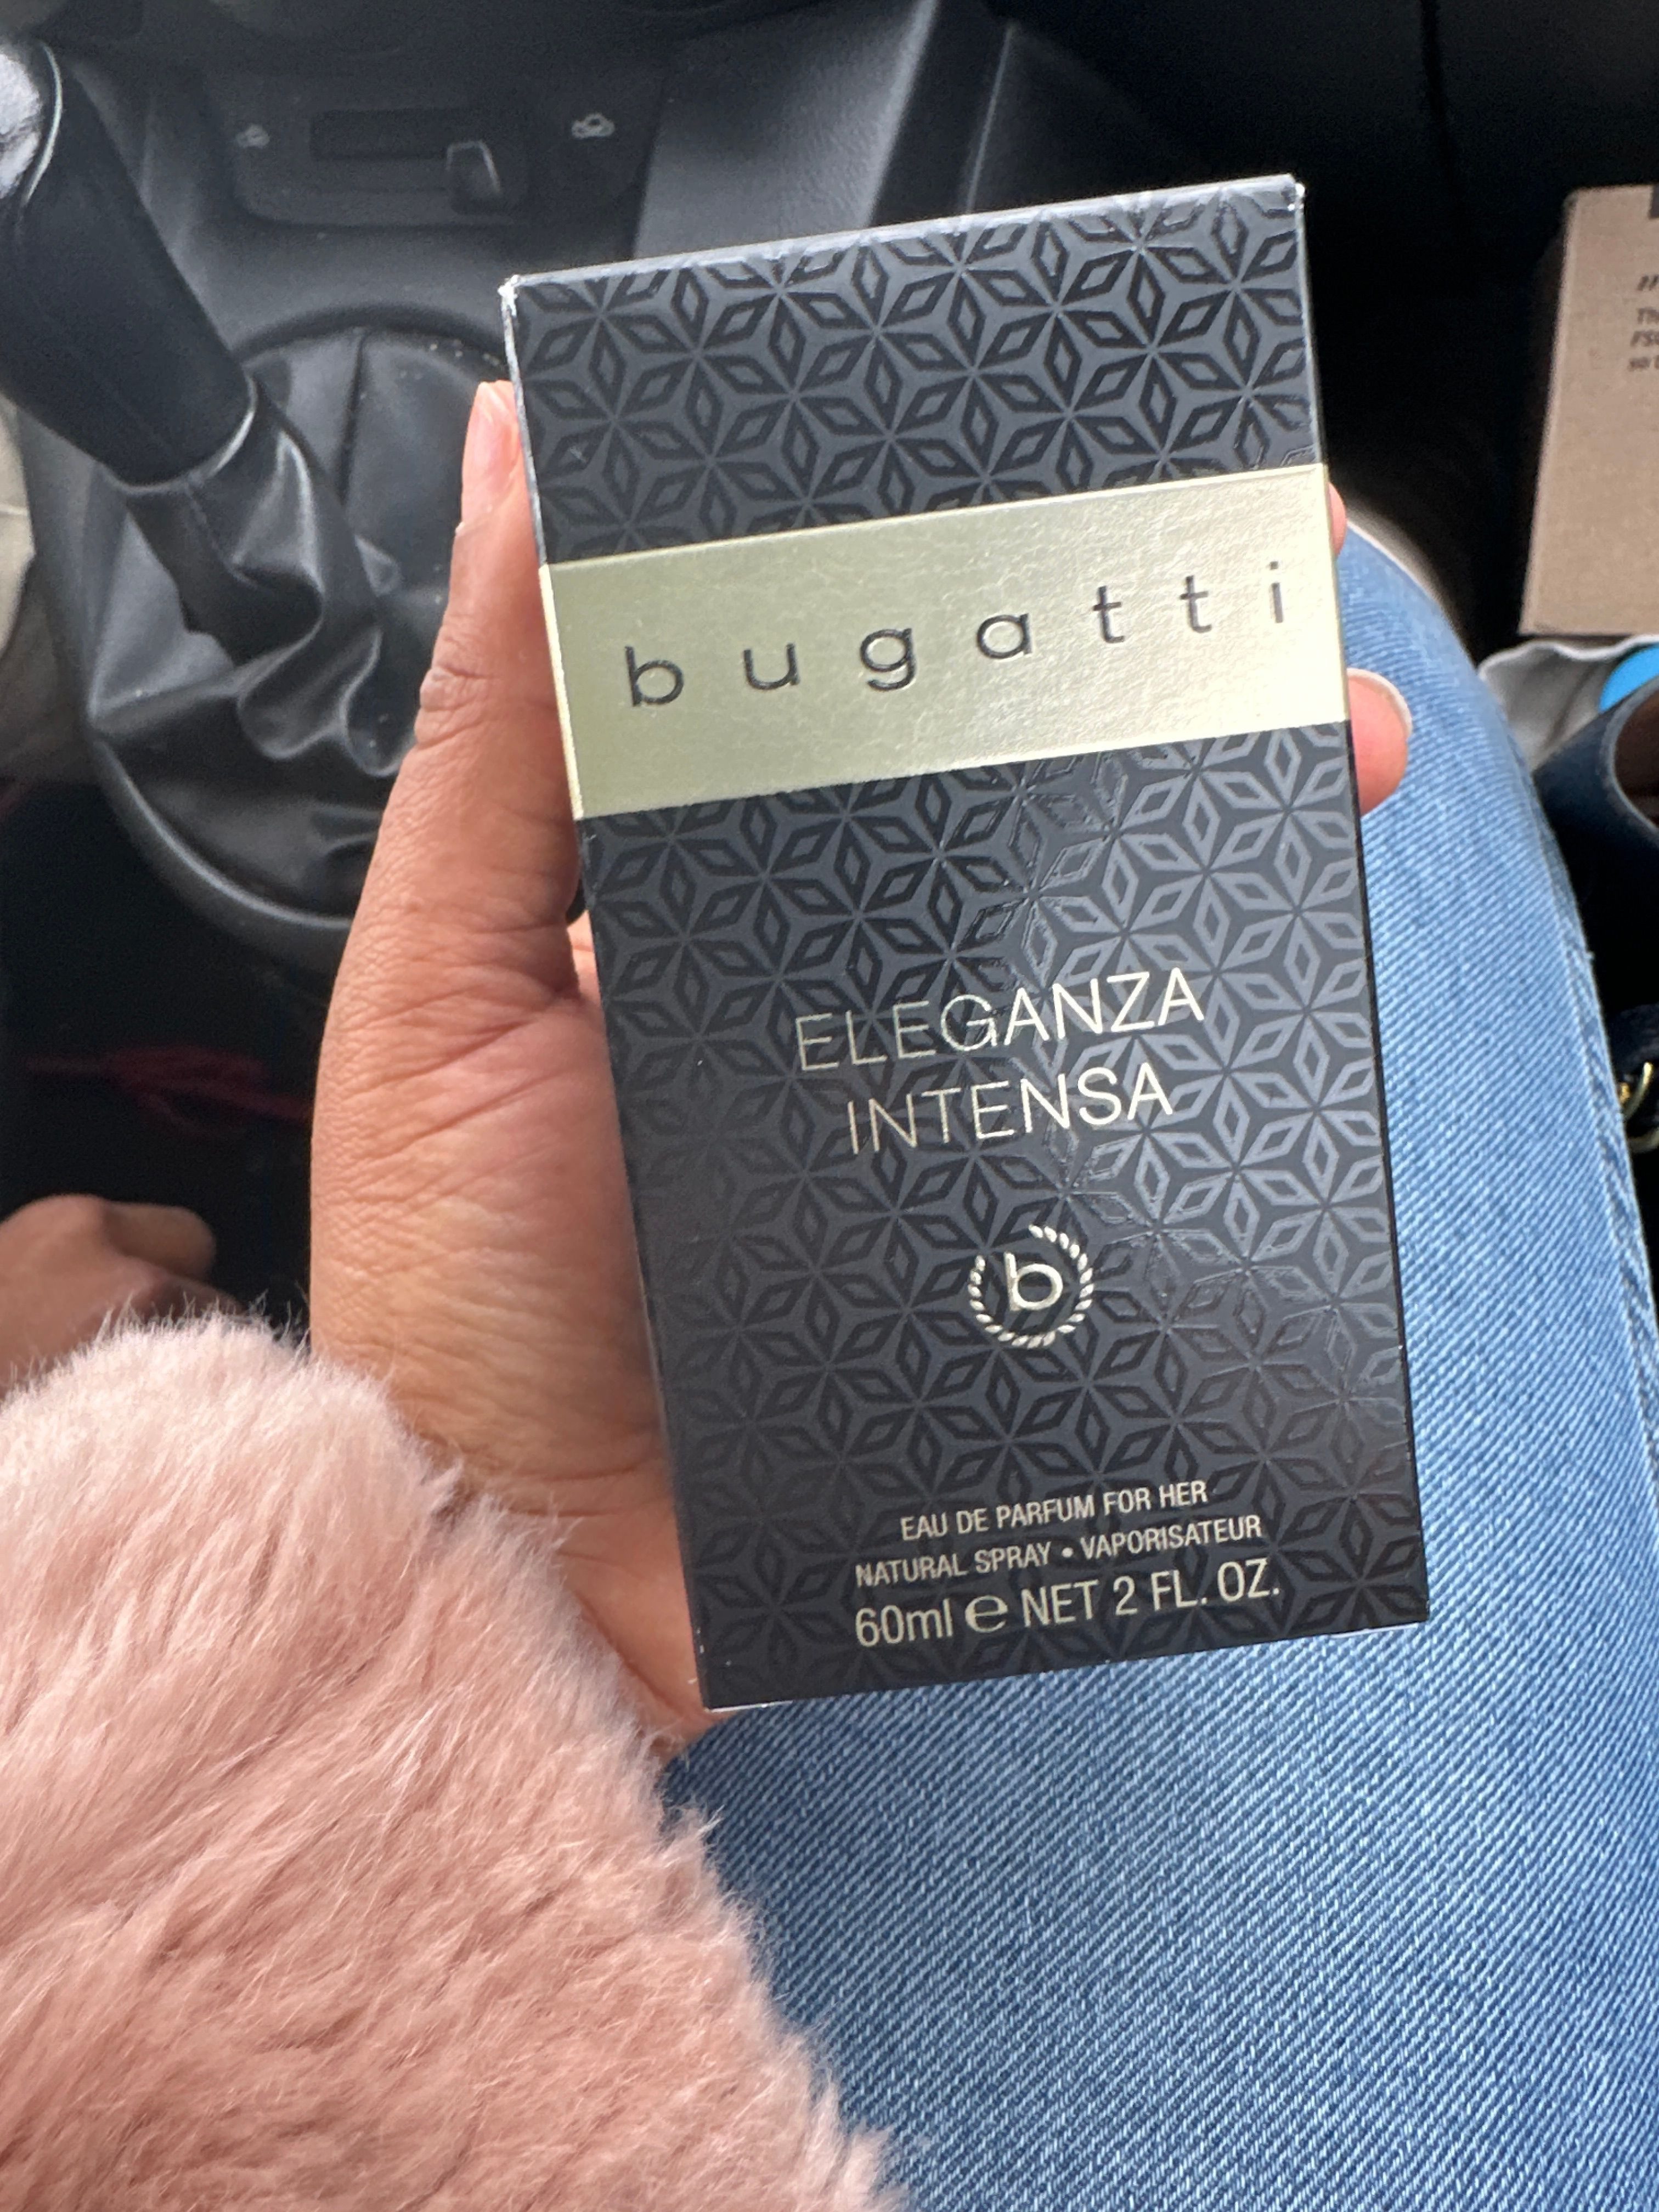 bugatti
ELEGANZA
INTENSA
b
EAU DE PARFUM FOR HER
NATURAL SPRAY • VAPORISATEUR
60ml e NET 2 FL. OZ.